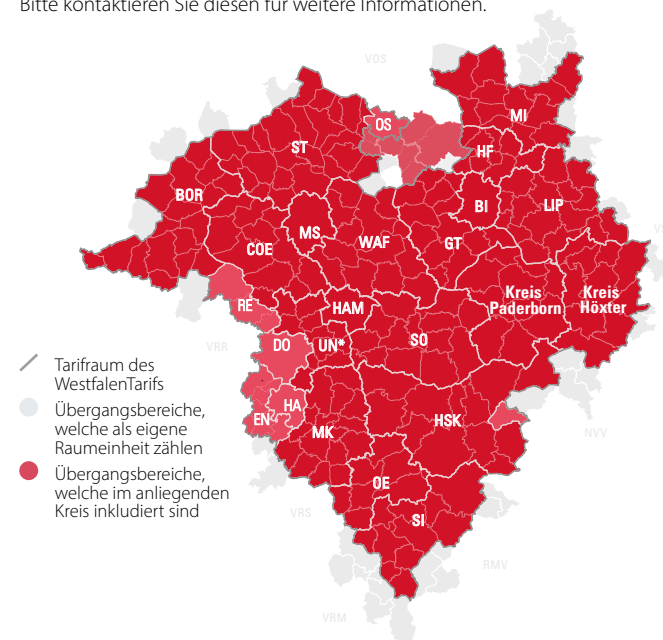 Bitte kontaktieren Sie diesen für weitere Informationen.
VOS
MI
OS
ST
HF
BOR
BI
LIP
MS
WAF
GT
COE
Kreis
Paderborn
Kreis
Höxter
RE
HAM
SO
DO
UN*
VRR
Tarifraum des
WestfalenTarifs
Übergangsbereiche,
welche als eigene
Raumeinheit zählen
Übergangsbereiche,
welche im anliegenden
Kreis inkludiert sind
HA
EN
MK
HSK
NVV
OE
VRS
SI
RMV
VRM